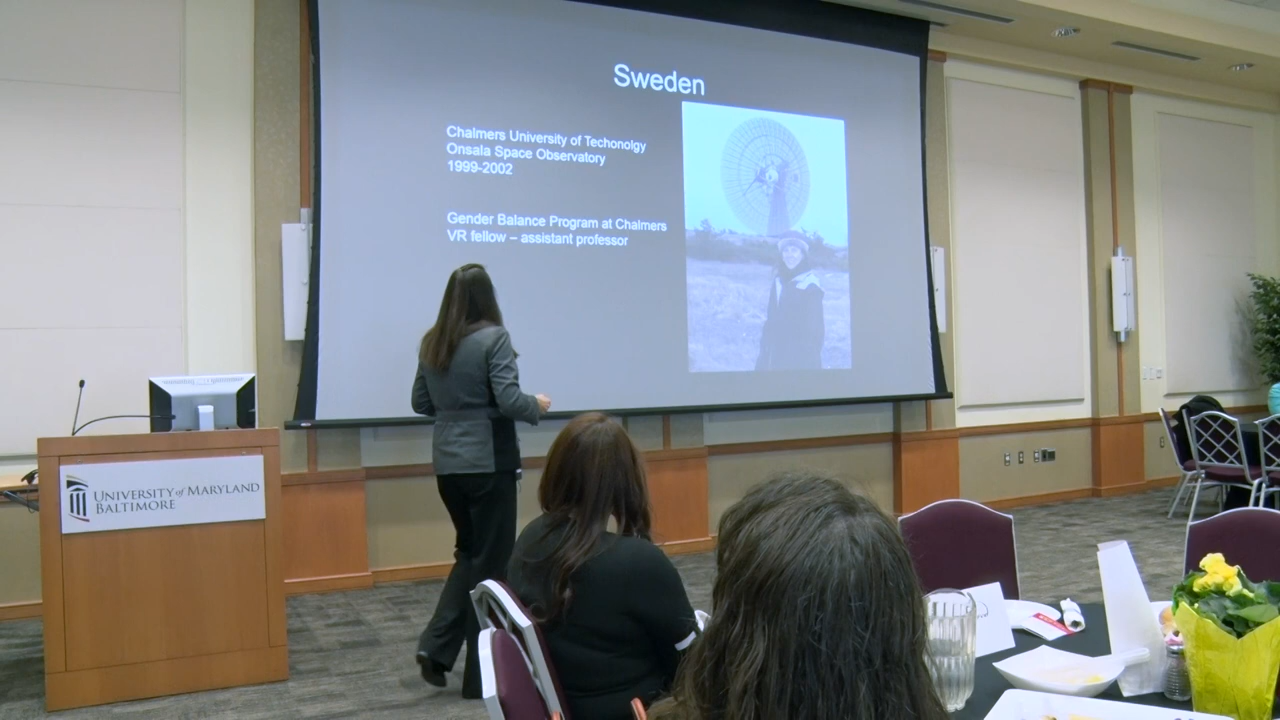 Sweden
Chalmers University of Techonolgy
Onsala Space Observatory
1999-2002
Gender Balance Program at Chalmers
VR fellow – assistant professor
UNIVERSITY of MARYLAND
BALTIMORE